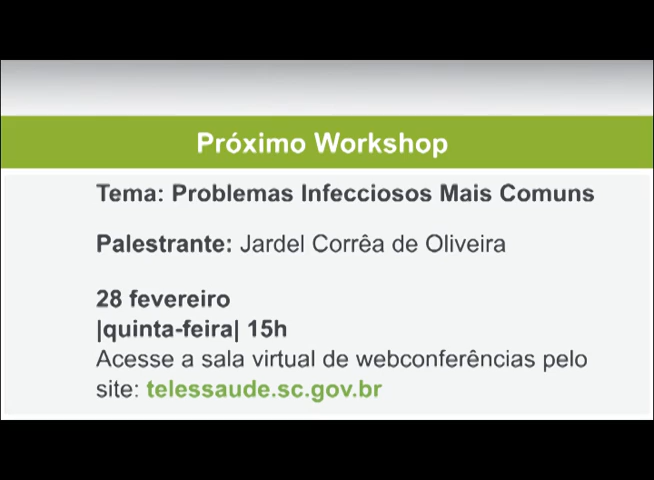 Próximo Workshop
Tema: Problemas Infecciosos Mais Comuns
Palestrante: Jardel Corrêa de Oliveira
28 fevereiro
|quinta-feira| 15h
Acesse a sala virtual de webconferências pelo
site: telessaude.sc.gov.br